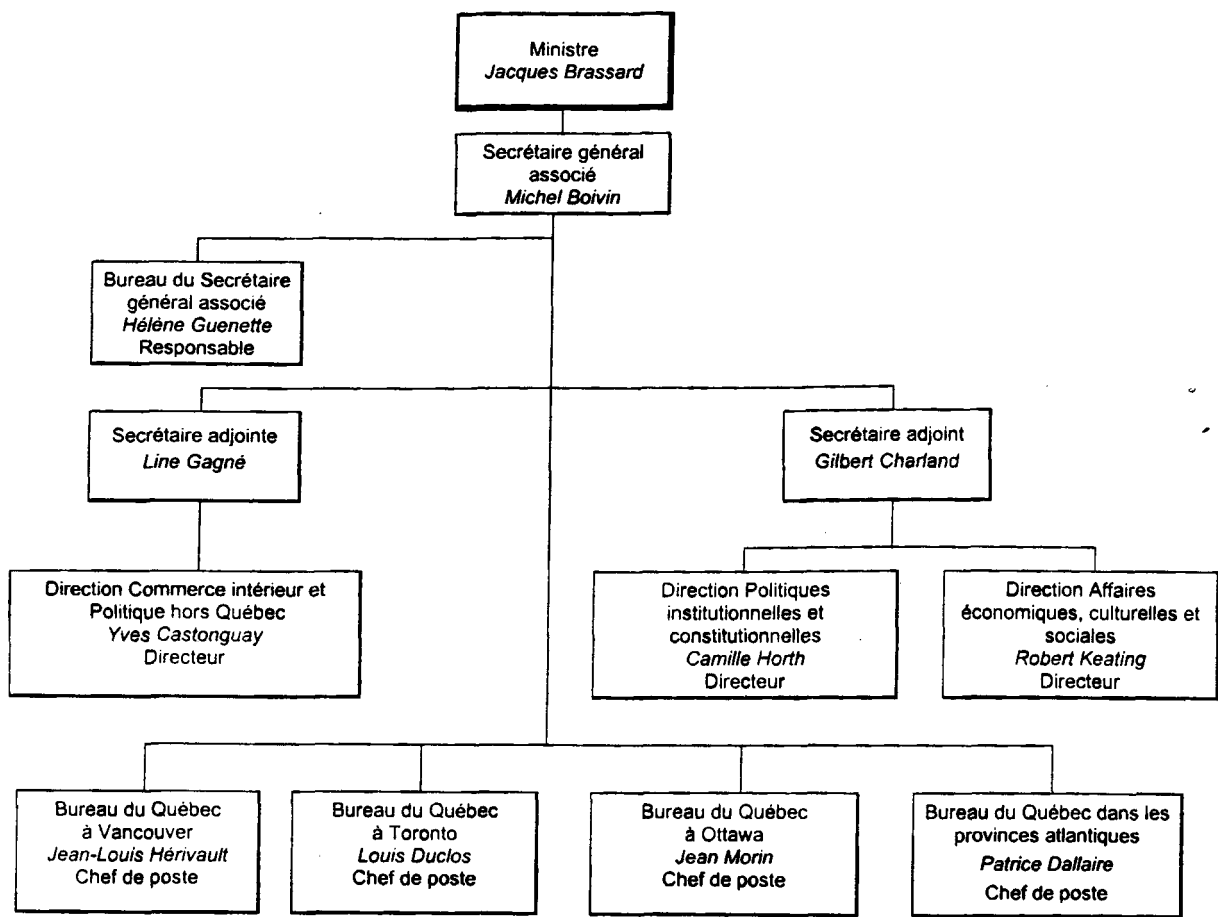 Ministre
Jacques Brassard
Secrétaire général
associé
Michel Boivin
Bureau du Secrétaire
général associé
Hélène Guenette
Responsable
Secrétaire adjointe
Line Gagné
Secrétaire adjoint
Gilbert Charland
Direction Commerce intérieur et
Politique hors Québec
Yves Castonguay
Directeur
Direction Politiques
institutionnelles et
constitutionnelles
Camille Horth
Directeur
Direction Affaires
économiques, culturelles et
sociales
Robert Keating
Directeur
Bureau du Québec
à Vancouver
Jean-Louis Hérivault
Chef de poste
Bureau du Québec
à Toronto
Louis Duclos
Chef de poste
Bureau du Québec
à Ottawa
Jean Morin
Chef de poste
Bureau du Québec dans les
provinces atlantiques
Patrice Dallaire
Chef de poste